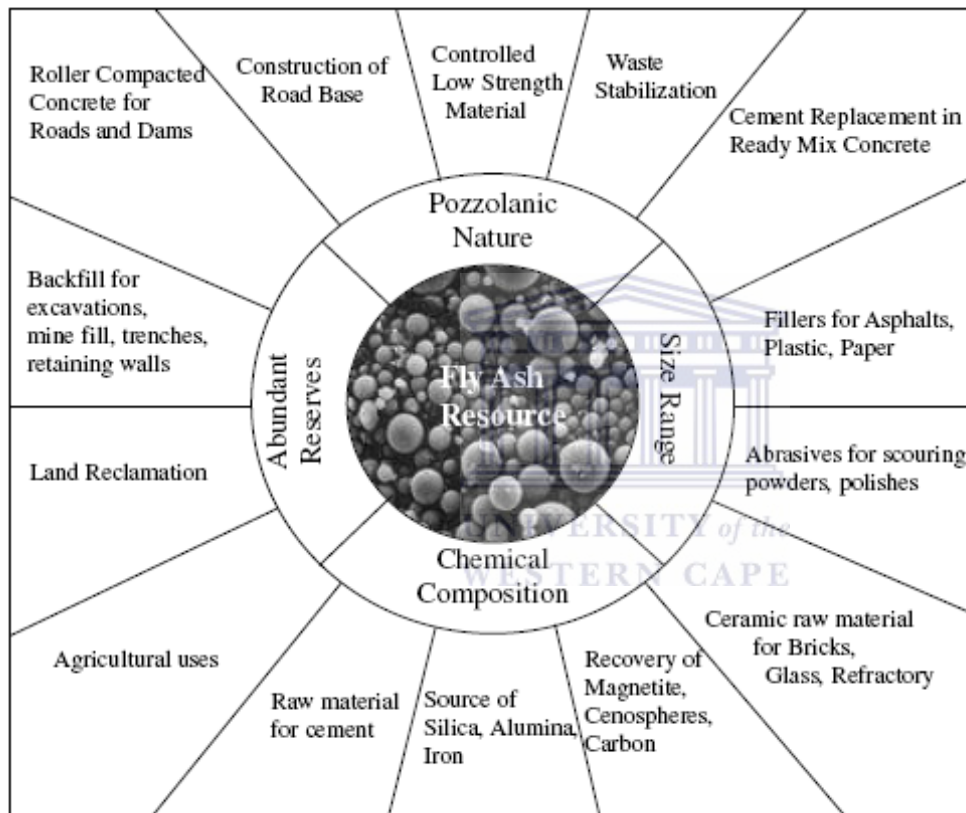 Roller Compacted
Concrete for
Roads and Dams
Construction of
Road Base
Controlled
Low Strength
Material
Waste
Stabilization
Cement Replacement in
Ready Mix Concrete
Pozzolanic
Nature
Backfill for
excavations,
mine fill, trenches,
retaining walls
Abundant
Reserves
Fly Ash
Resource
Size Range
Fillers for Asphalts,
Plastic, Paper
Land Reclamation
Abrasives for scouring
powders, polishes
UNIVERSITY of the
WESTERN CAPE
Chemical
Composition
Agricultural uses
Raw material
for cement
Source of
Silica, Alumina,
Iron
Recovery of
Magnetite,
Cenospheres,
Carbon
Ceramic raw material
for Bricks,
Glass, Refractory